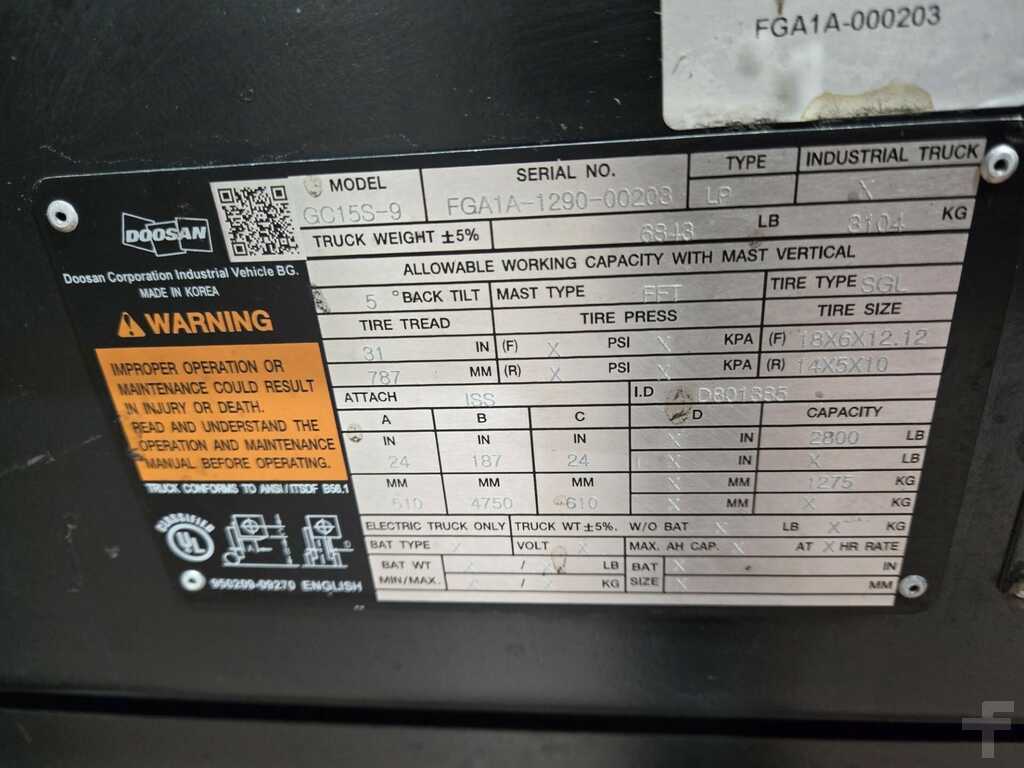 FGA1A-000203
DOOSAN
Doosan Corporation Industrial Vehicle BG.
MADE IN KOREA
WARNING
IMPROPER OPERATION OR
MAINTENANCE COULD RESULT
IN INJURY OR DEATH.
READ AND UNDERSTAND THE
OPERATION AND MAINTENANCE
MANUAL BEFORE OPERATING.
TRUCK CONFORMS TO ANSI/ITSDF B56.1
CLASSIFIED
UL
950209-09270 ENGLISH
MODEL SERIAL NO. TYPE INDUSTRIAL TRUCK
GC15S-9 FGA1A-1290-00203 LP X
TRUCK WEIGHT ±5% 6843 LB 3104 KG
ALLOWABLE WORKING CAPACITY WITH MAST VERTICAL
5 ° BACK TILT MAST TYPE FFT TIRE TYPE SGL
TIRE TREAD TIRE PRESS TIRE SIZE
31 IN (F) X PSI X KPA (F) 18X6X12.12
787 MM (R) X PSI X KPA (R) 14X5X10
ATTACH ISS I.D
A B C D CAPACITY
IN IN IN X IN 2800 LB
24 187 24 X IN X LB
MM MM MM X MM 1275 KG
610 4750 610 X MM X KG
ELECTRIC TRUCK ONLY TRUCK WT ±5%. W/O BAT X LB X KG
BAT TYPE X VOLT X MAX. AH CAP. X AT X HR RATE
BAT WT X / X LB BAT X IN
MIN/MAX. X / X KG SIZE X MM